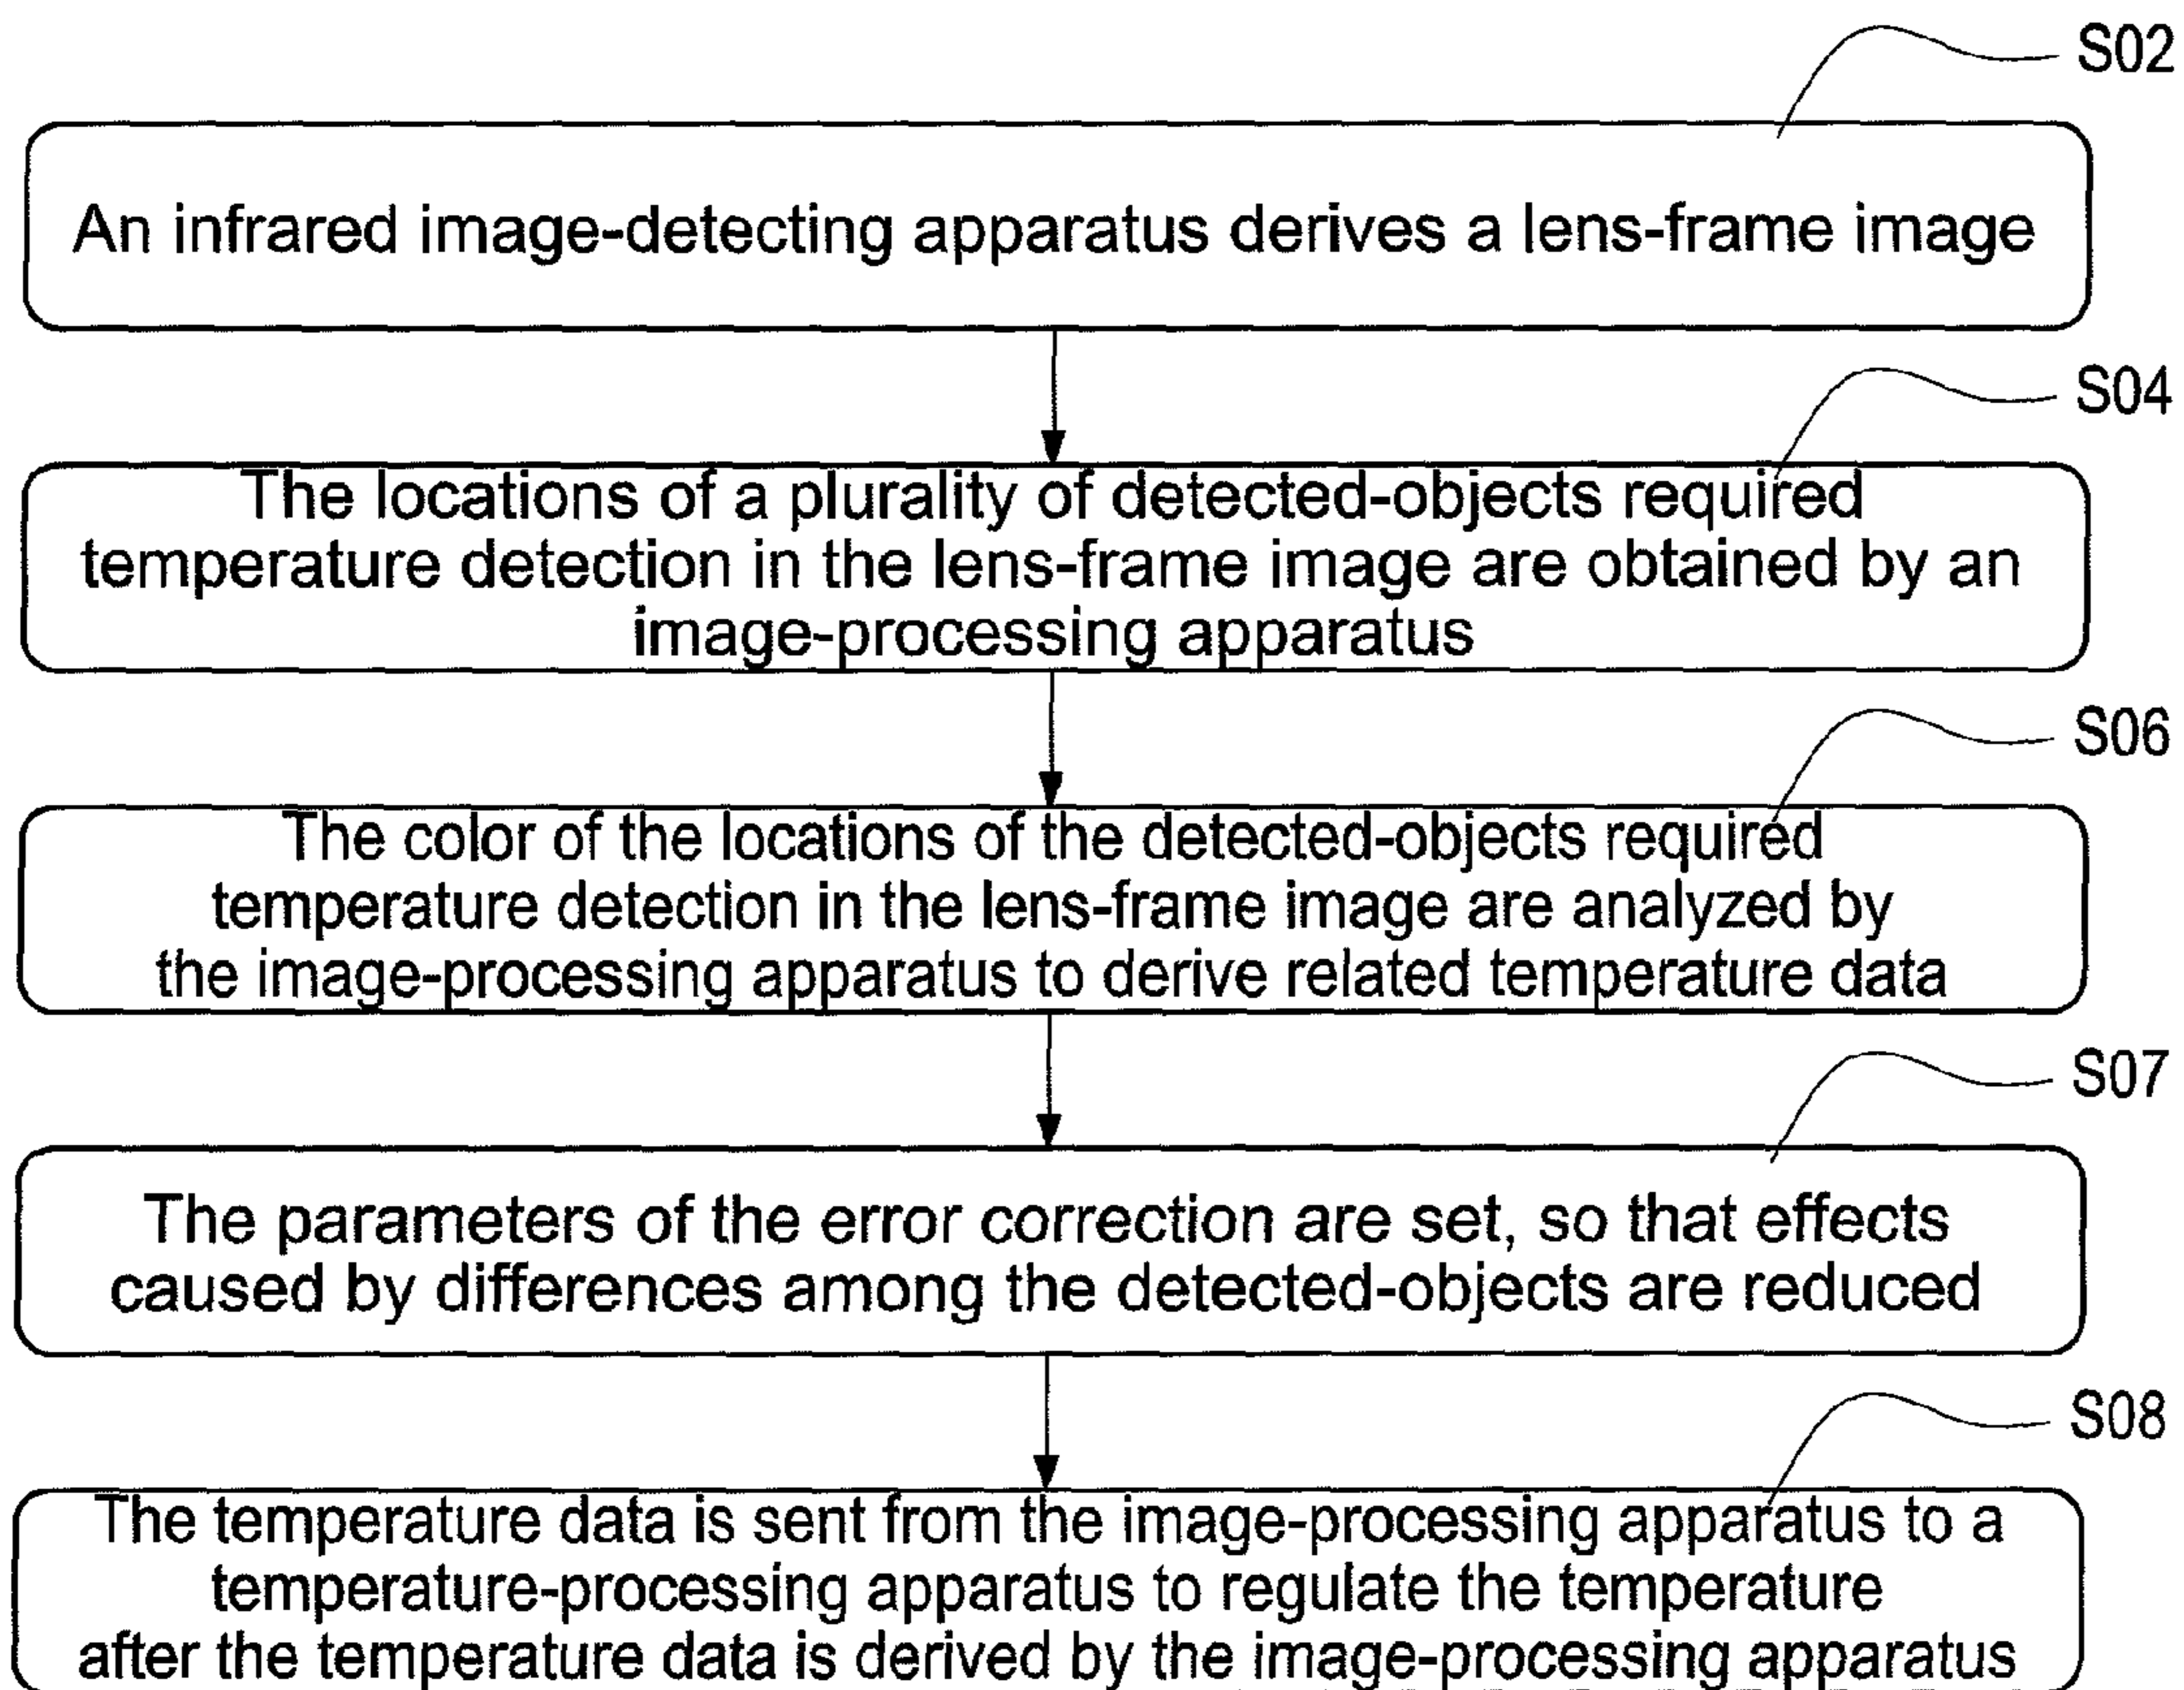 S02
An infrared image-detecting apparatus derives a lens-frame image
S04
The locations of a plurality of detected-objects required
temperature detection in the lens-frame image are obtained by an
image-processing apparatus
S06
The color of the locations of the detected-objects required
temperature detection in the lens-frame image are analyzed by
the image-processing apparatus to derive related temperature data
S07
The parameters of the error correction are set, so that effects
caused by differences among the detected-objects are reduced
S08
The temperature data is sent from the image-processing apparatus to a
temperature-processing apparatus to regulate the temperature
after the temperature data is derived by the image-processing apparatus